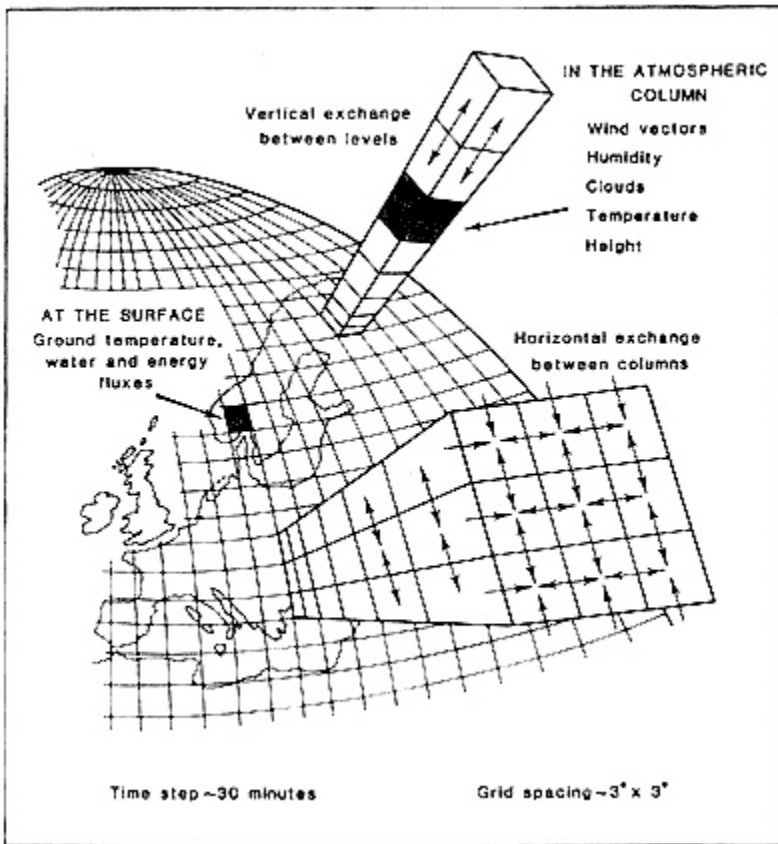 IN THE ATMOSPHERIC
COLUMN
Wind vectors
Humidity
Clouds
Temperature
Height
Vertical exchange
between levels
AT THE SURFACE
Ground temperature,
water and energy
fluxes
Horizontal exchange
between columns
Time step ~30 minutes
Grid spacing ~3° x 3°